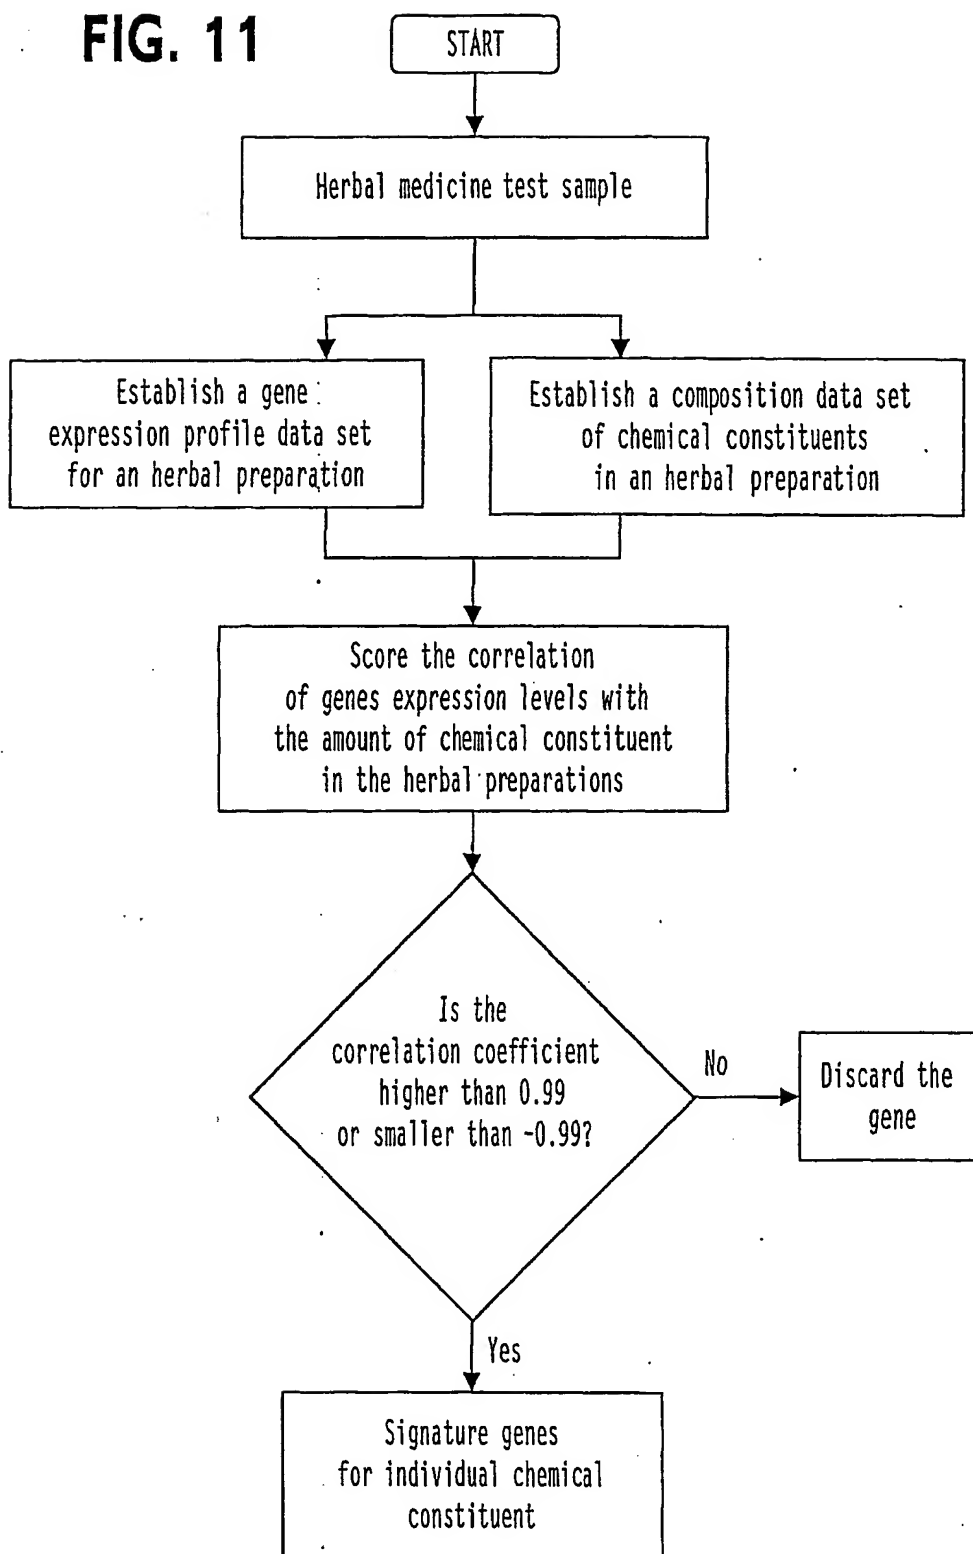 FIG. 11
START
Herbal medicine test sample
Establish a gene
expression profile data set
for an herbal preparation
Establish a composition data set
of chemical constituents
in an herbal preparation
Score the correlation
of genes expression levels with
the amount of chemical constituent
in the herbal preparations
Is the
correlation coefficient
higher than 0.99
or smaller than -0.99?
No
Discard the
gene
Yes
Signature genes
for individual chemical
constituent